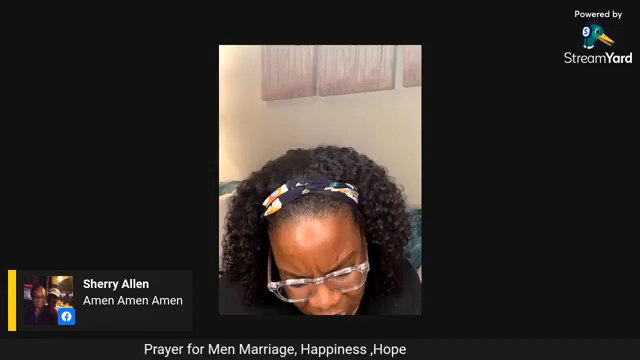 Powered by
StreamYard
Sherry Allen
Amen Amen Amen
Prayer for Men Marriage, Happiness ,Hope